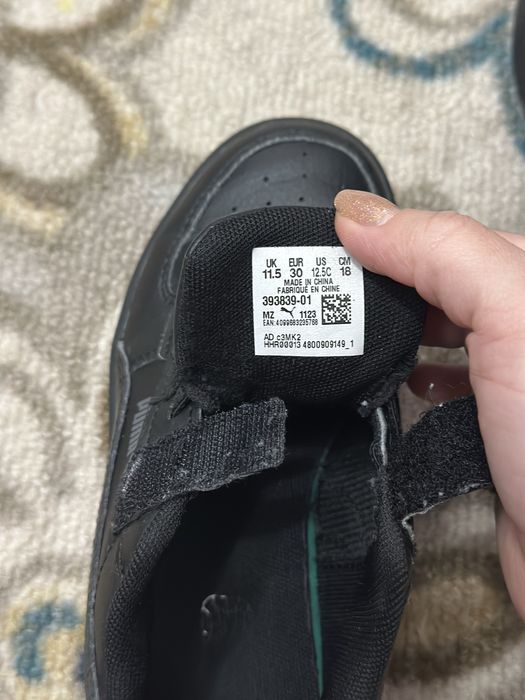 UK EUR US CM
11.5 30 12.5C 18
MADE IN CHINA
FABRIQUÉ EN CHINE
393839-01
MZ 1123
EAN:4099683235768
AD c3MK2
HHR00013 4800909149_1